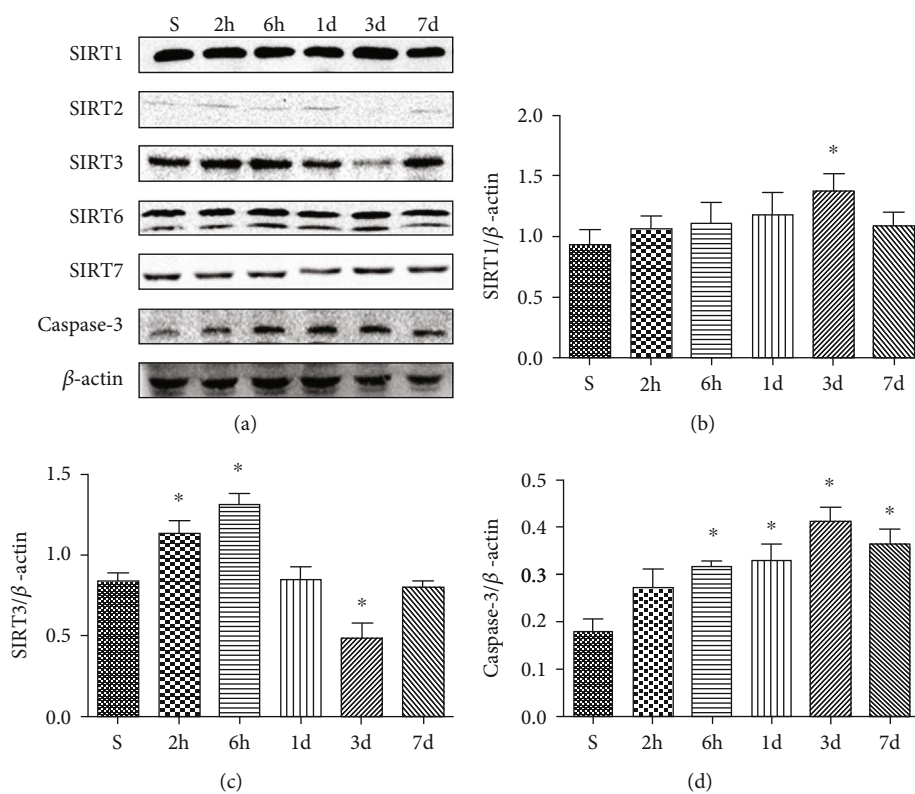 S 2h 6h 1d 3d 7d
SIRT1
SIRT2
SIRT3
SIRT6
SIRT7
Caspase-3
β-actin
(a)
SIRT1/β-actin
2.0
1.5
1.0
0.5
0.0
*
S 2h 6h 1d 3d 7d
(b)
SIRT3/β-actin
1.5
1.0
0.5
0.0
* * *
S 2h 6h 1d 3d 7d
(c)
Caspase-3/β-actin
0.5
0.4
0.3
0.2
0.1
0.0
* * * *
S 2h 6h 1d 3d 7d
(d)